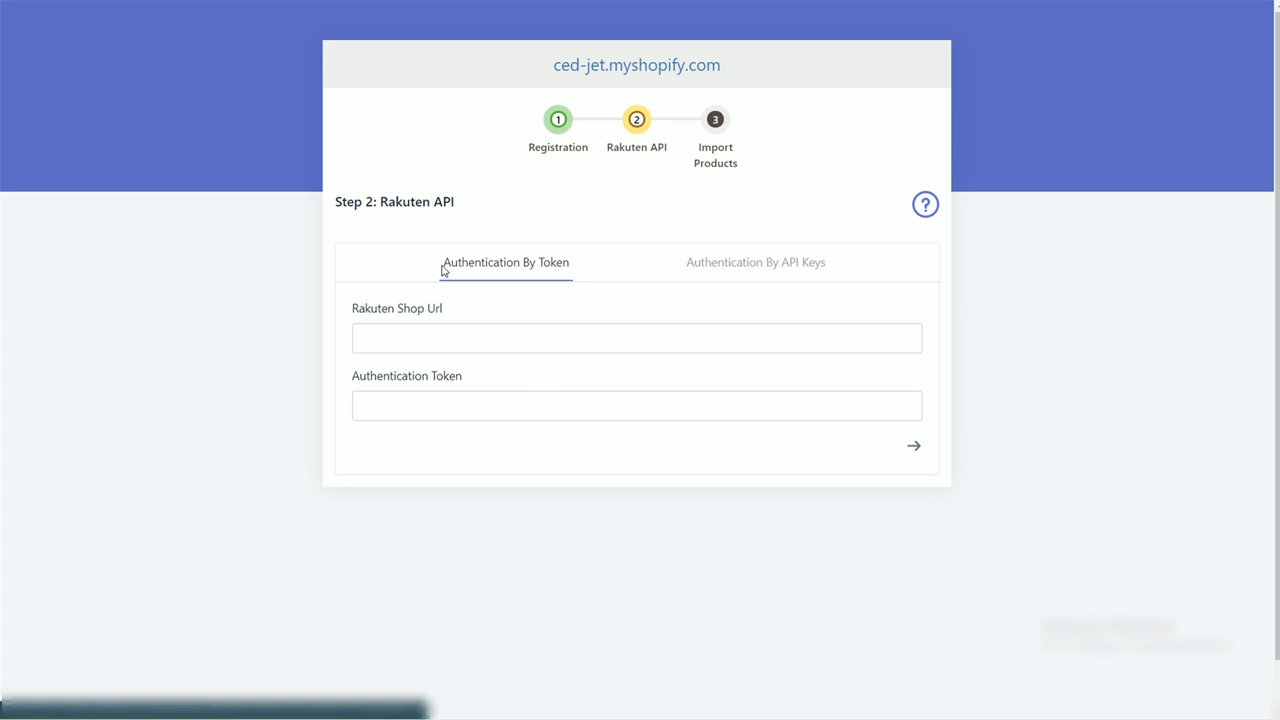 ced-jet.myshopify.com
1 2 3
Registration Rakuten API Import
Products
Step 2: Rakuten API
?
Authentication By Token Authentication By API Keys
Rakuten Shop Url
Authentication Token